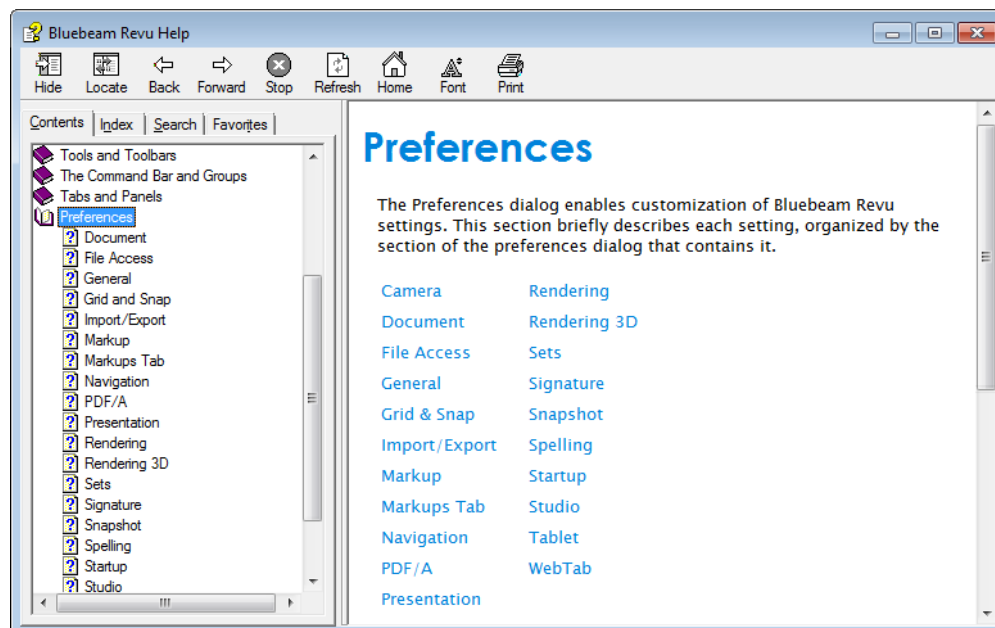 Bluebeam Revu Help
Hide Locate Back Forward Stop Refresh Home Font Print
Contents Index Search Favorites
Tools and Toolbars
The Command Bar and Groups
Tabs and Panels
Preferences
Document
File Access
General
Grid and Snap
Import/Export
Markup
Markups Tab
Navigation
PDF/A
Presentation
Rendering
Rendering 3D
Sets
Signature
Snapshot
Spelling
Startup
Studio
Preferences
The Preferences dialog enables customization of Bluebeam Revu
settings. This section briefly describes each setting, organized by the
section of the preferences dialog that contains it.
Camera Rendering
Document Rendering 3D
File Access Sets
General Signature
Grid & Snap Snapshot
Import/Export Spelling
Markup Startup
Markups Tab Studio
Navigation Tablet
PDF/A WebTab
Presentation